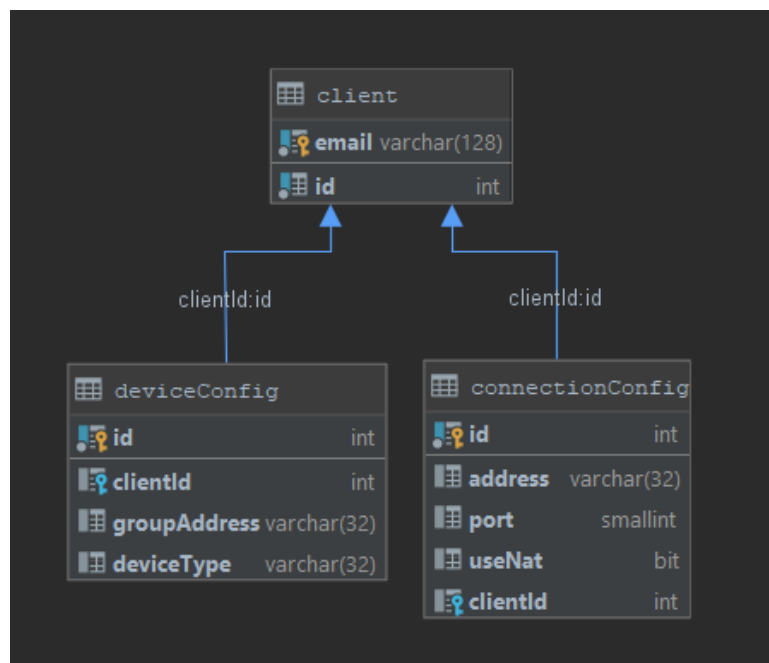 client
email varchar(128)
id int
clientId:id
clientId:id
deviceConfig
id int
clientId int
groupAddress varchar(32)
deviceType varchar(32)
connectionConfig
id int
address varchar(32)
port smallint
useNat bit
clientId int